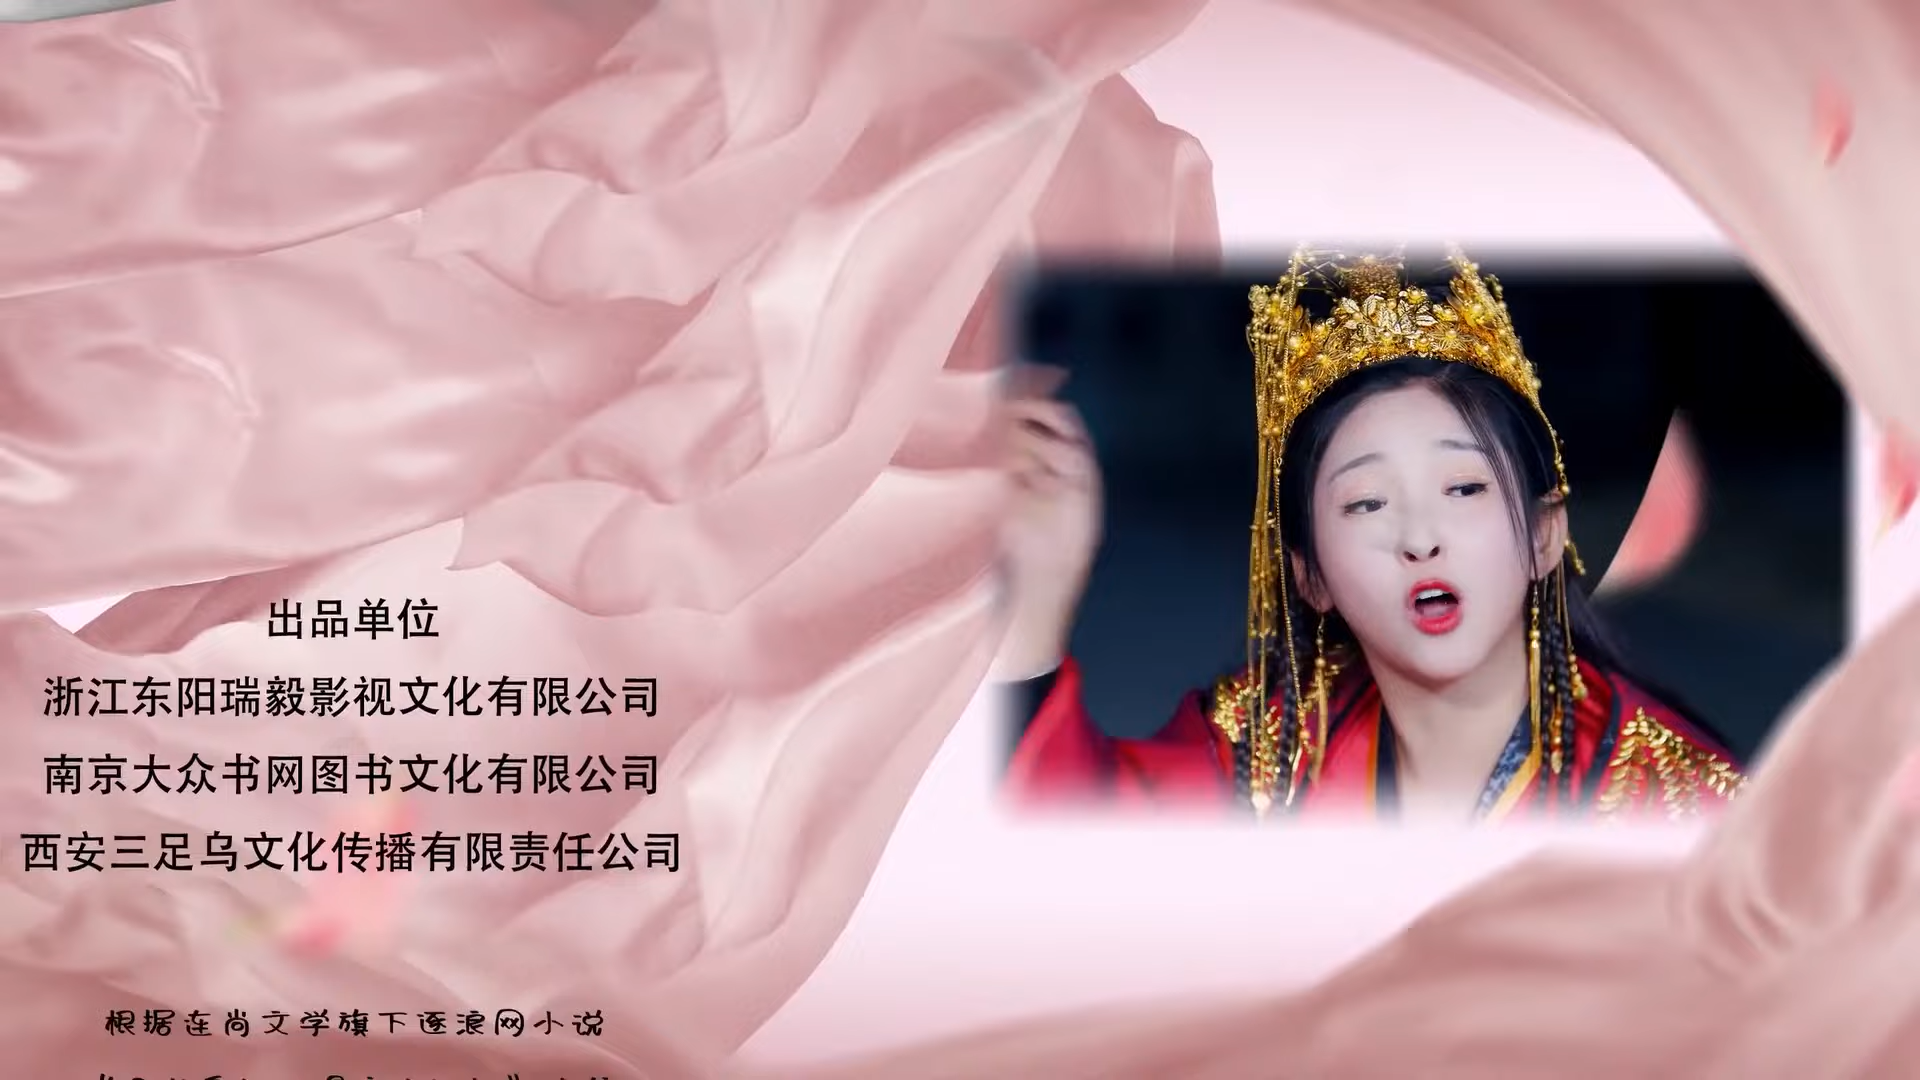 出品单位
浙江东阳瑞毅影视文化有限公司
南京大众书网图书文化有限公司
西安三足乌文化传播有限责任公司
根据连尚文学旗下逐浪网小说